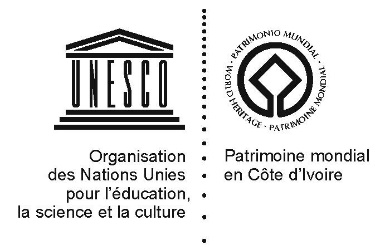 UNESCO
Organisation
des Nations Unies
pour l'éducation,
la science et la culture
PATRIMONIO MUNDIAL · WORLD HERITAGE · PATRIMOINE MONDIAL ·
Patrimoine mondial
en Côte d'Ivoire